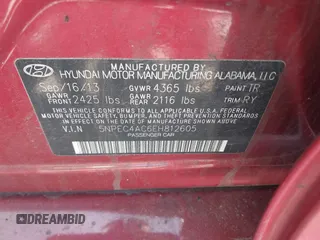 MANUFACTURED BY
HYUNDAI MOTOR MANUFACTURING ALABAMA, LLC
Sep/16/13 GVWR 4365 lbs PAINT TR
GAWR FRONT 2425 lbs GAWR REAR 2116 lbs TRIM RY
THIS VEHICLE CONFORMS TO ALL APPLICABLE U.S.A. FEDERAL
MOTOR VEHICLE SAFETY, BUMPER, AND THEFT PREVENTION
STANDARDS IN EFFECT ON THE DATE OF MANUFACTURE SHOWN ABOVE.
V.I.N 5NPEC4AC6EH812605
PASSENGER CAR
DREAMBID